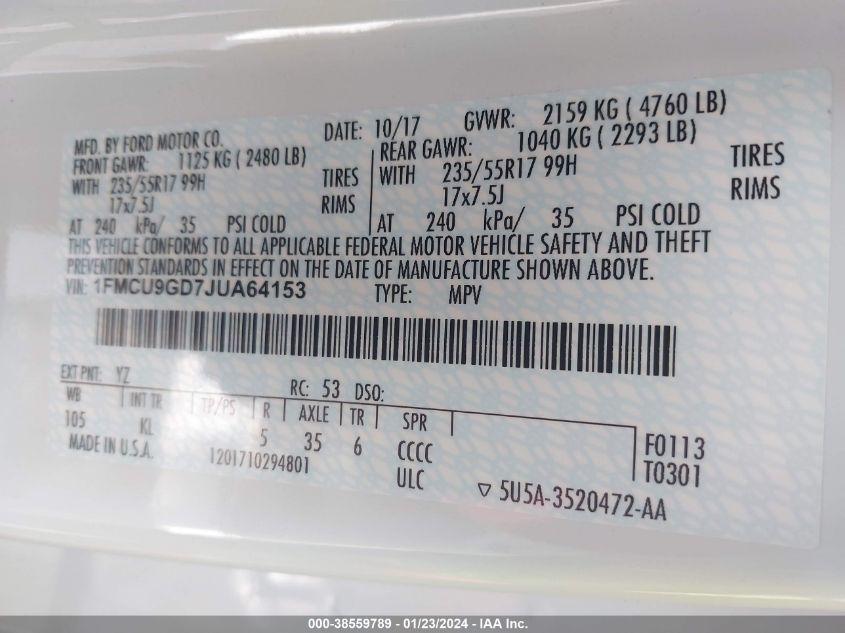 MFD. BY FORD MOTOR CO. DATE: 10/17 GVWR: 2159 KG ( 4760 LB)
FRONT GAWR: 1125 KG ( 2480 LB) REAR GAWR: 1040 KG ( 2293 LB)
WITH 235/55R17 99H TIRES WITH 235/55R17 99H TIRES
17x7.5J RIMS 17x7.5J RIMS
AT 240 kPa/ 35 PSI COLD AT 240 kPa/ 35 PSI COLD
THIS VEHICLE CONFORMS TO ALL APPLICABLE FEDERAL MOTOR VEHICLE SAFETY AND THEFT
PREVENTION STANDARDS IN EFFECT ON THE DATE OF MANUFACTURE SHOWN ABOVE.
VIN: 1FMCU9GD7JUA64153 TYPE: MPV
EXT PNT: YZ RC: 53 DSO:
WB INT TR TP/PS R AXLE TR SPR
105 KL 5 35 6 CCCC F0113
MADE IN U.S.A. 1201710294801 ULC T0301
5U5A-3520472-AA
000-38559789 - 01/23/2024 - IAA Inc.